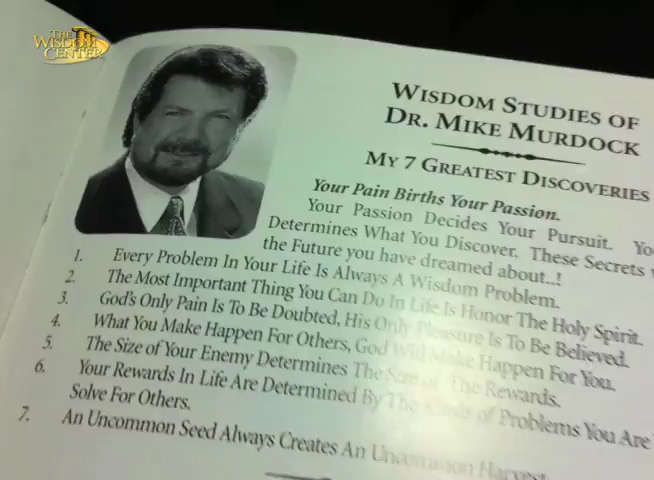 THE
WISDOM
CENTER
WISDOM STUDIES OF
DR. MIKE MURDOCK
MY 7 GREATEST DISCOVERIES
Your Pain Births Your Passion.
Your Passion Decides Your Pursuit.
Determines What You Discover. These Secrets
the Future you have dreamed about..!
1. Every Problem In Your Life Is Always A Wisdom Problem.
2. The Most Important Thing You Can Do In Life Is Honor The Holy Spirit.
3. God's Only Pain Is To Be Doubted, His Only Pleasure Is To Be Believed.
4. What You Make Happen For Others, God Will Make Happen For You.
5. The Size of Your Enemy Determines The Size of The Rewards.
6. Your Rewards In Life Are Determined By The Kinds of Problems You Are
Solve For Others.
7. An Uncommon Seed Always Creates An Uncommon Harvest.